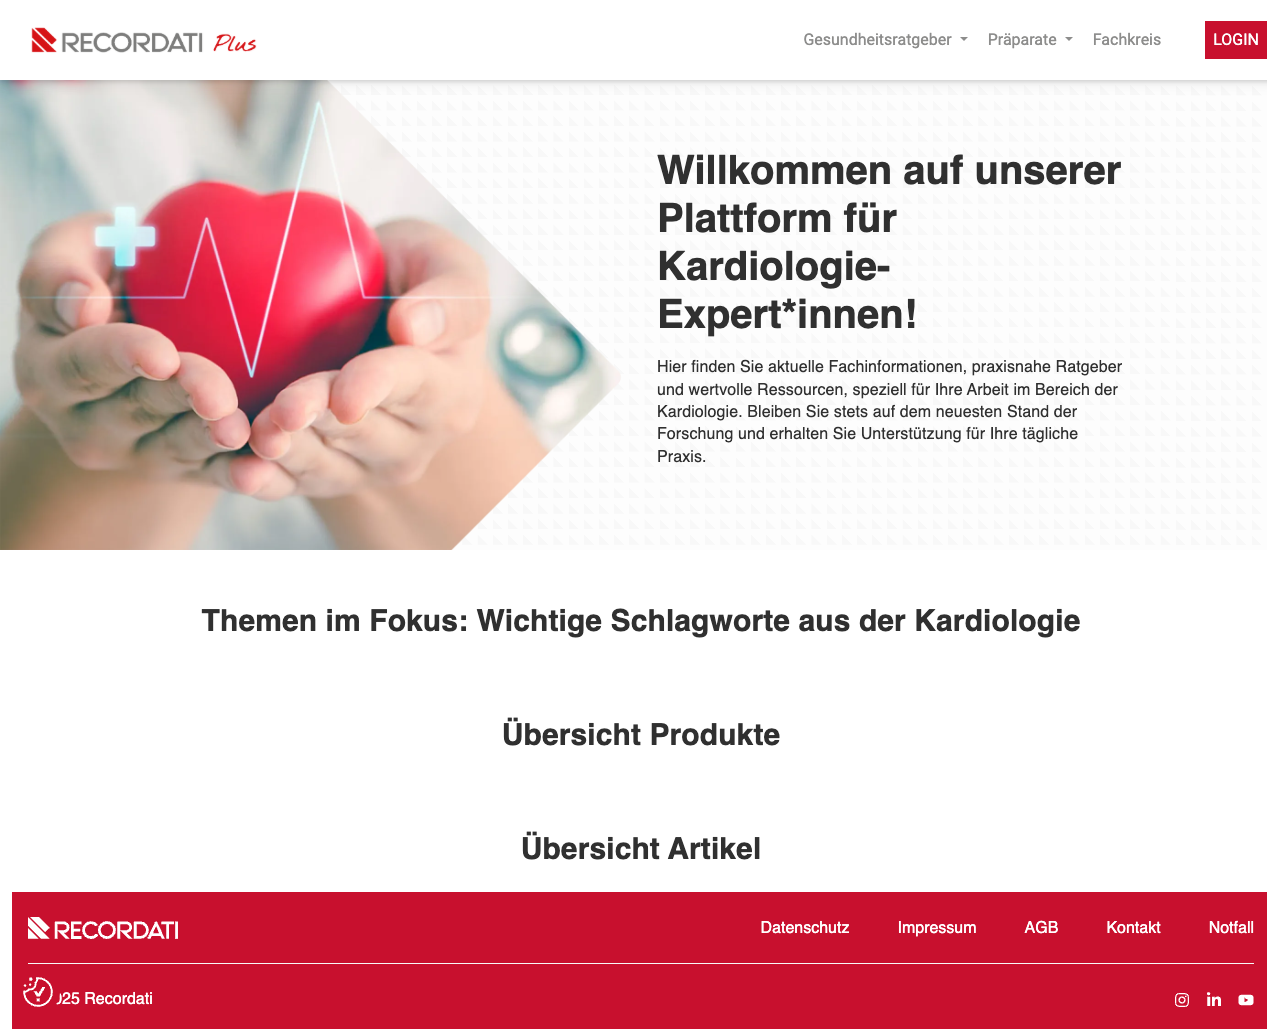 RECORDATI Plus
Gesundheitsratgeber
Präparate
Fachkreis
LOGIN
Willkommen auf unserer
Plattform für
Kardiologie-
Expert*innen!
Hier finden Sie aktuelle Fachinformationen, praxisnahe Ratgeber
und wertvolle Ressourcen, speziell für Ihre Arbeit im Bereich der
Kardiologie. Bleiben Sie stets auf dem neuesten Stand der
Forschung und erhalten Sie Unterstützung für Ihre tägliche
Praxis.
Themen im Fokus: Wichtige Schlagworte aus der Kardiologie
Übersicht Produkte
Übersicht Artikel
RECORDATI
Datenschutz
Impressum
AGB
Kontakt
Notfall
25 Recordati